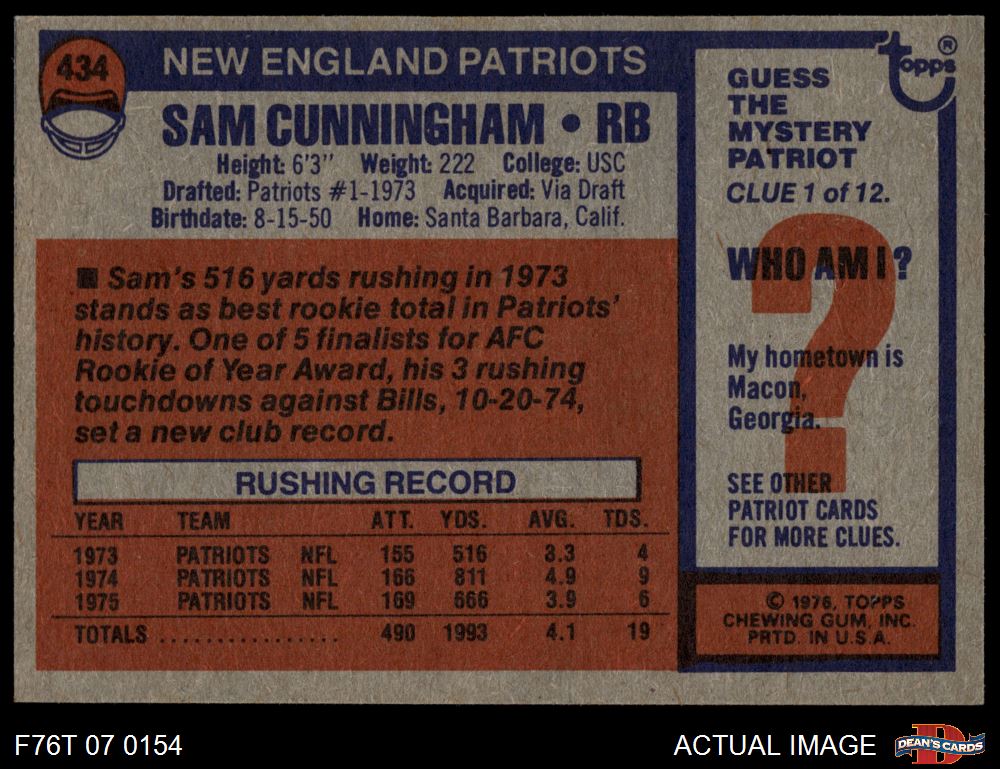 434
NEW ENGLAND PATRIOTS
SAM CUNNINGHAM • RB
Height: 6'3" Weight: 222 College: USC
Drafted: Patriots #1-1973 Acquired: Via Draft
Birthdate: 8-15-50 Home: Santa Barbara, Calif.
■ Sam's 516 yards rushing in 1973
stands as best rookie total in Patriots'
history. One of 5 finalists for AFC
Rookie of Year Award, his 3 rushing
touchdowns against Bills, 10-20-74,
set a new club record.
RUSHING RECORD
YEAR TEAM ATT. YDS. AVG. TDS.
1973 PATRIOTS NFL 155 516 3.3 4
1974 PATRIOTS NFL 166 811 4.9 9
1975 PATRIOTS NFL 169 666 3.9 6
TOTALS ................ 490 1993 4.1 19
topps ®
GUESS
THE
MYSTERY
PATRIOT
CLUE 1 of 12.
WHO AM I?
?
My hometown is
Macon,
Georgia.
SEE OTHER
PATRIOT CARDS
FOR MORE CLUES.
© 1976, TOPPS
CHEWING GUM, INC.
PRTD. IN U.S.A.
F76T 07 0154
ACTUAL IMAGE
D
DEAN'S CARDS